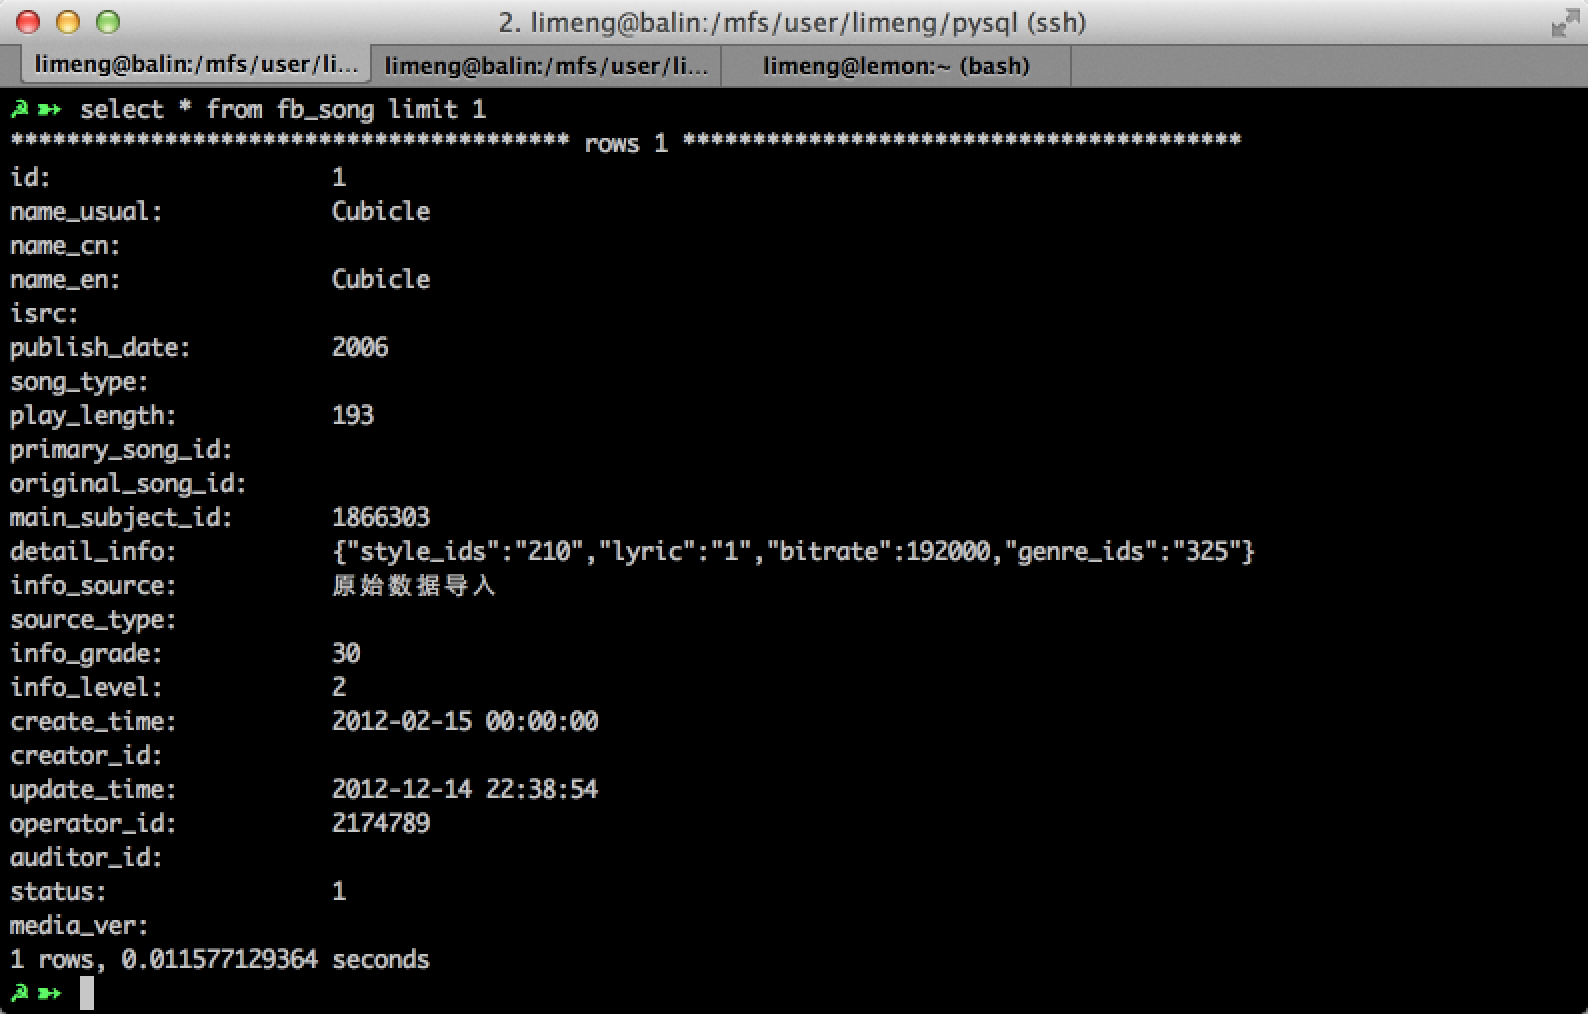 2. limeng@balin:/mfs/user/limeng/pysql (ssh)
limeng@balin:/mfs/user/li... limeng@balin:/mfs/user/li... limeng@lemon:~ (bash)
☭ ➳ select * from fb_song limit 1
**************************************** rows 1 ****************************************
id: 1
name_usual: Cubicle
name_cn:
name_en: Cubicle
isrc:
publish_date: 2006
song_type:
play_length: 193
primary_song_id:
original_song_id:
main_subject_id: 1866303
detail_info: {"style_ids":"210","lyric":"1","bitrate":192000,"genre_ids":"325"}
info_source: 原始数据导入
source_type:
info_grade: 30
info_level: 2
create_time: 2012-02-15 00:00:00
creator_id:
update_time: 2012-12-14 22:38:54
operator_id: 2174789
auditor_id:
status: 1
media_ver:
1 rows, 0.011577129364 seconds
☭ ➳